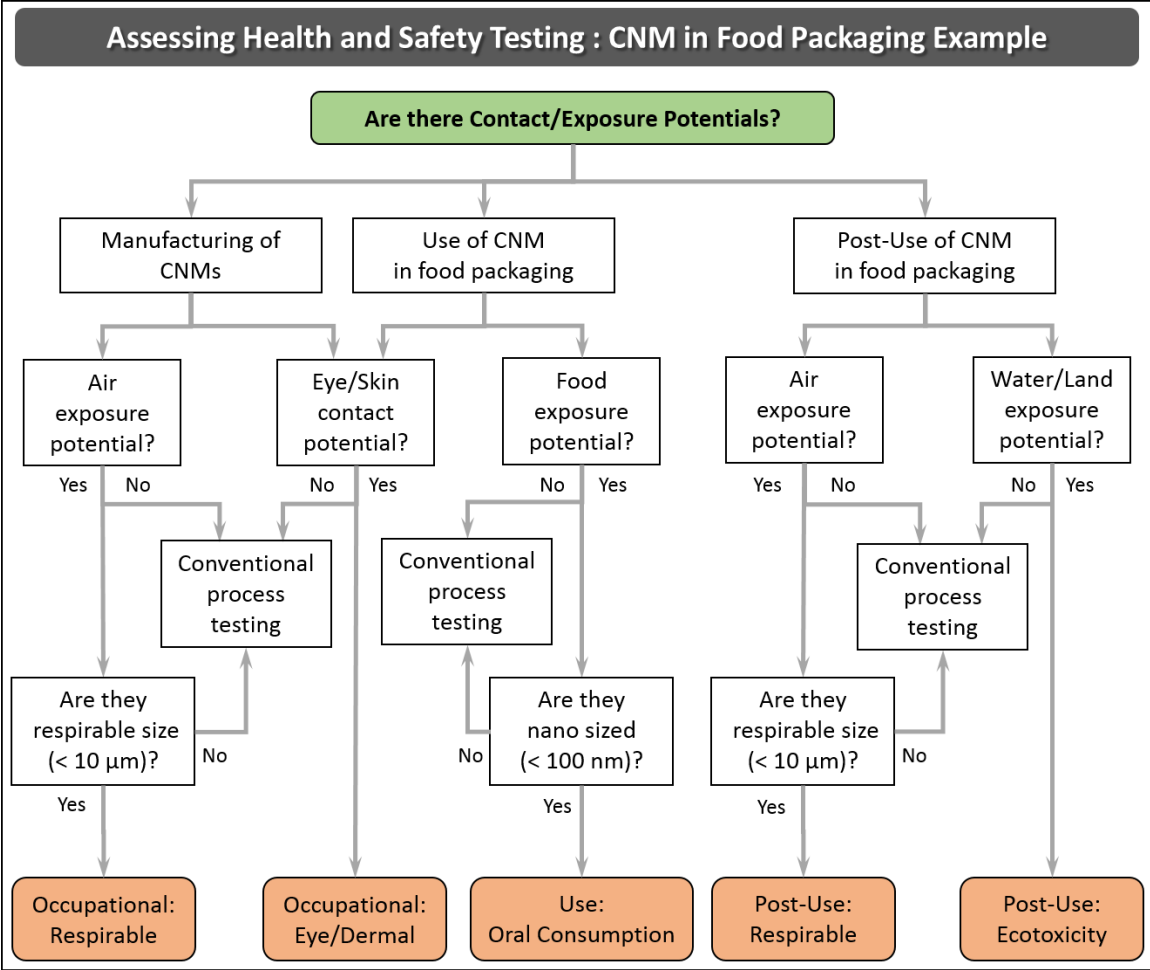 Assessing Health and Safety Testing : CNM in Food Packaging Example
Are there Contact/Exposure Potentials?
Manufacturing of
CNMs
Use of CNM
in food packaging
Post-Use of CNM
in food packaging
Air
exposure
potential?
Eye/Skin
contact
potential?
Food
exposure
potential?
Air
exposure
potential?
Water/Land
exposure
potential?
Yes
No
No
Yes
No
Yes
Yes
No
No
Yes
Conventional
process
testing
Conventional
process
testing
Conventional
process
testing
Are they
respirable size
(< 10 μm)?
No
Yes
Are they
nano sized
(< 100 nm)?
No
Yes
Are they
respirable size
(< 10 μm)?
No
Yes
Occupational:
Respirable
Occupational:
Eye/Dermal
Use:
Oral Consumption
Post-Use:
Respirable
Post-Use:
Ecotoxicity